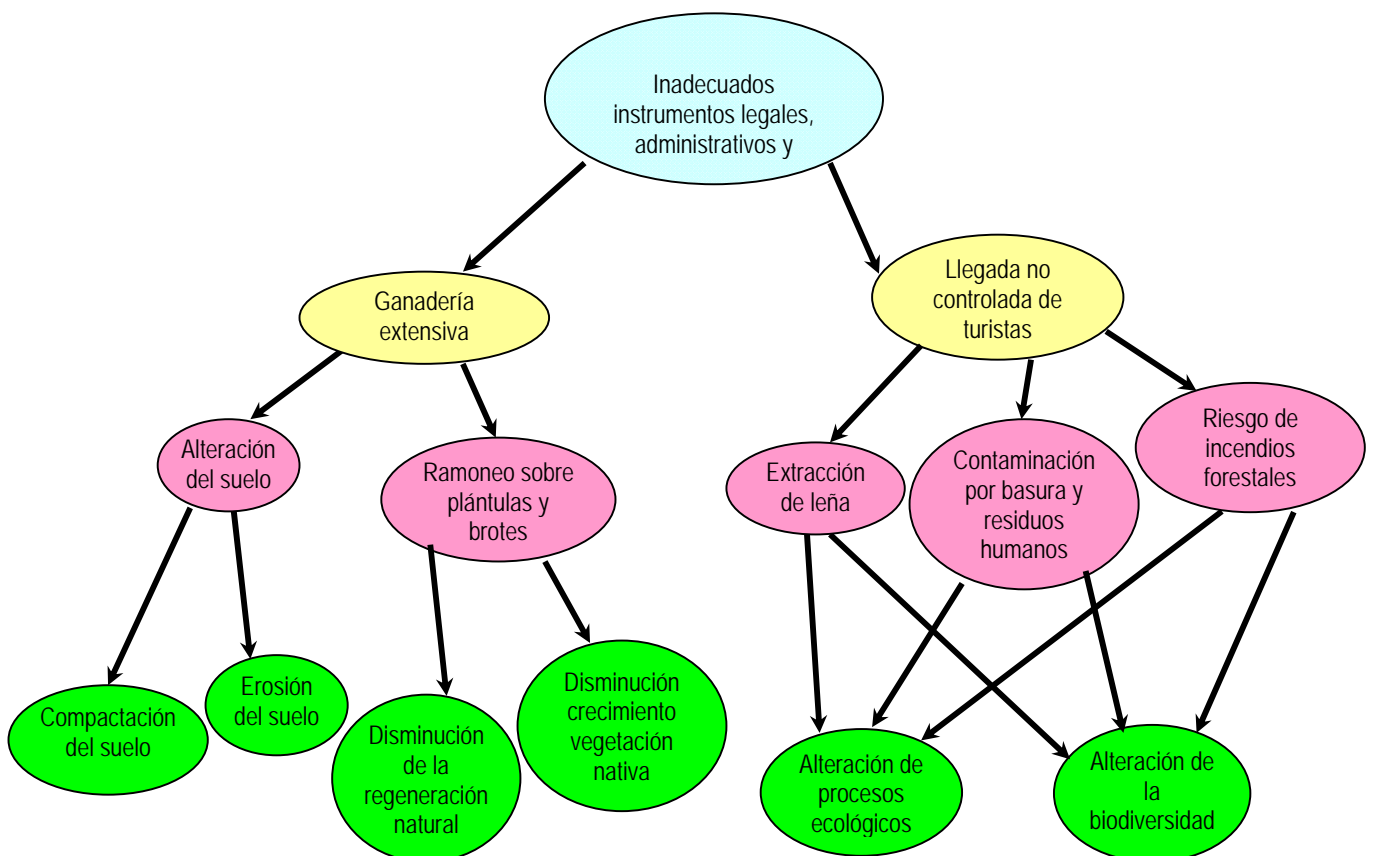 Inadecuados
instrumentos legales,
administrativos y
Ganadería
extensiva
Llegada no
controlada de
turistas
Alteración
del suelo
Ramoneo sobre
plántulas y
brotes
Extracción
de leña
Contaminación
por basura y
residuos
humanos
Riesgo de
incendios
forestales
Compactación
del suelo
Erosión
del suelo
Disminución
de la
regeneración
natural
Disminución
crecimiento
vegetación
nativa
Alteración de
procesos
ecológicos
Alteración de
la
biodiversidad